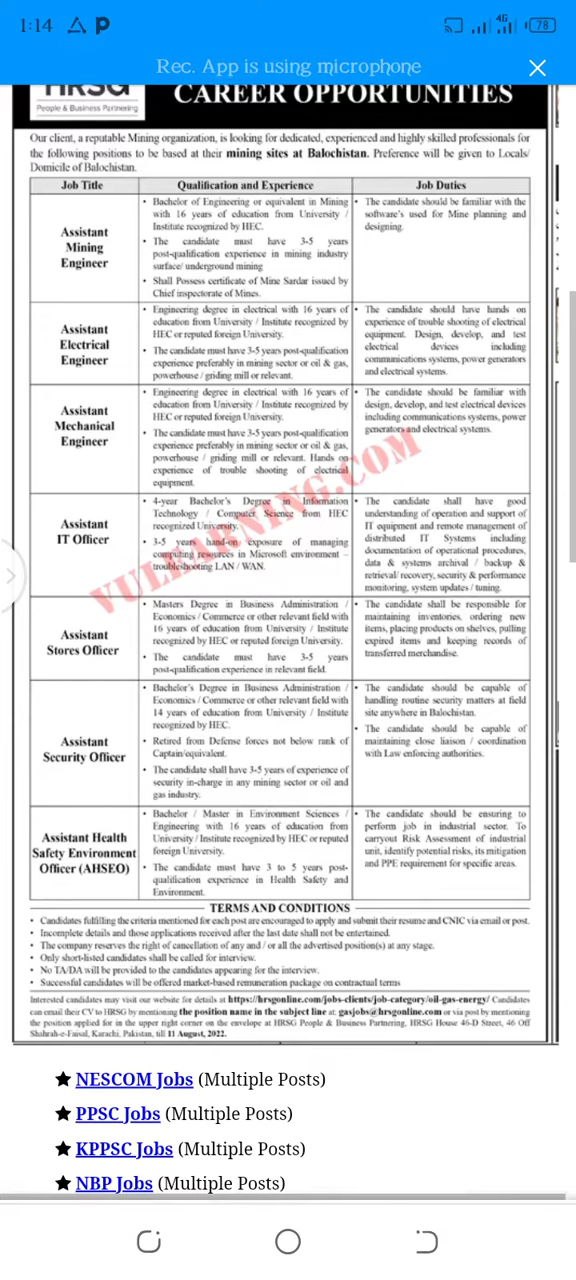 1:14
4G
78
Rec. App is using microphone
HRSG
People & Business Partnering
CAREER OPPORTUNITIES
Our client, a reputable Mining organization, is looking for dedicated, experienced and highly skilled professionals for
the following positions to be based at their mining sites at Balochistan. Preference will be given to Locals/
Domicile of Balochistan.
Job Title
Qualification and Experience
Job Duties
Assistant
Mining
Engineer
• Bachelor of Engineering or equivalent in Mining
with 16 years of education from University /
Institute recognized by HEC.
• The candidate must have 3-5 years
post-qualification experience in mining industry
surface/ underground mining
• Shall Possess certificate of Mine Sardar issued by
Chief inspectorate of Mines.
• The candidate should be familiar with the
software's used for Mine planning and
designing.
Assistant
Electrical
Engineer
• Engineering degree in electrical with 16 years of
education from University / Institute recognized by
HEC or reputed foreign University.
• The candidate must have 3-5 years post-qualification
experience preferably in mining sector or oil & gas,
powerhouse / griding mill or relevant.
• The candidate should have hands on
experience of trouble shooting of electrical
equipment. Design, develop, and test
electrical devices including
communications systems, power generators
and electrical systems.
Assistant
Mechanical
Engineer
• Engineering degree in electrical with 16 years of
education from University / Institute recognized by
HEC or reputed foreign University.
• The candidate must have 3-5 years post-qualification
experience preferably in mining sector or oil & gas,
powerhouse / griding mill or relevant. Hands on
experience of trouble shooting of electrical
equipment.
• The candidate should be familiar with
design, develop, and test electrical devices
including communications systems, power
generators and electrical systems.
Assistant
IT Officer
• 4-year Bachelor's Degree in Information
Technology / Computer Science from HEC
recognized University.
• 3-5 years hand-on exposure of managing
computing resources in Microsoft environment –
troubleshooting LAN / WAN.
• The candidate shall have good
understanding of operation and support of
IT equipment and remote management of
distributed IT Systems including
documentation of operational procedures,
data & systems archival / backup &
retrieval/recovery, security & performance
monitoring, system updates / tuning.
VULEARNING.COM
Assistant
Stores Officer
• Masters Degree in Business Administration /
Economics / Commerce or other relevant field with
16 years of education from University / Institute
recognized by HEC or reputed foreign University.
• The candidate must have 3-5 years
post-qualification experience in relevant field.
• The candidate shall be responsible for
maintaining inventories, ordering new
items, placing products on shelves, pulling
expired items and keeping records of
transferred merchandise.
Assistant
Security Officer
• Bachelor's Degree in Business Administration /
Economics / Commerce or other relevant field with
14 years of education from University / Institute
recognized by HEC.
• Retired from Defense forces not below rank of
Captain/equivalent.
• The candidate shall have 3-5 years of experience of
security in-charge in any mining sector or oil and
gas industry.
• The candidate should be capable of
handling routine security matters at field
site anywhere in Balochistan.
• The candidate should be capable of
maintaining close liaison / coordination
with Law enforcing authorities.
Assistant Health
Safety Environment
Officer (AHSEO)
• Bachelor / Master in Environment Sciences /
Engineering with 16 years of education from
University / Institute recognized by HEC or reputed
foreign University.
• The candidate must have 3 to 5 years post-
qualification experience in Health Safety and
Environment.
• The candidate should be ensuring to
perform job in industrial sector. To
carryout Risk Assessment of industrial
unit, identify potential risks, its mitigation
and PPE requirement for specific areas.
TERMS AND CONDITIONS
• Candidates fulfilling the criteria mentioned for each post are encouraged to apply and submit their resume and CNIC via email or post.
• Incomplete details and those applications received after the last date shall not be entertained.
• The company reserves the right of cancellation of any and / or all the advertised position(s) at any stage.
• Only short-listed candidates shall be called for interview.
• No TA/DA will be provided to the candidates appearing for the interview.
• Successful candidates will be offered market-based remuneration package on contractual terms
Interested candidates may visit our website for details at https://hrsgonline.com/jobs-clients/job-category/oil-gas-energy/ Candidates
can email their CV to HRSG by mentioning the position name in the subject line at. gasjobs@hrsgonline.com or via post by mentioning
the position applied for in the upper right corner on the envelope at HRSG People & Business Partnering, HRSG House 46-D Street, 46 Off
Shahrah-e-Faisal, Karachi, Pakistan, till 11 August, 2022.
★ NESCOM Jobs (Multiple Posts)
★ PPSC Jobs (Multiple Posts)
★ KPPSC Jobs (Multiple Posts)
★ NBP Jobs (Multiple Posts)